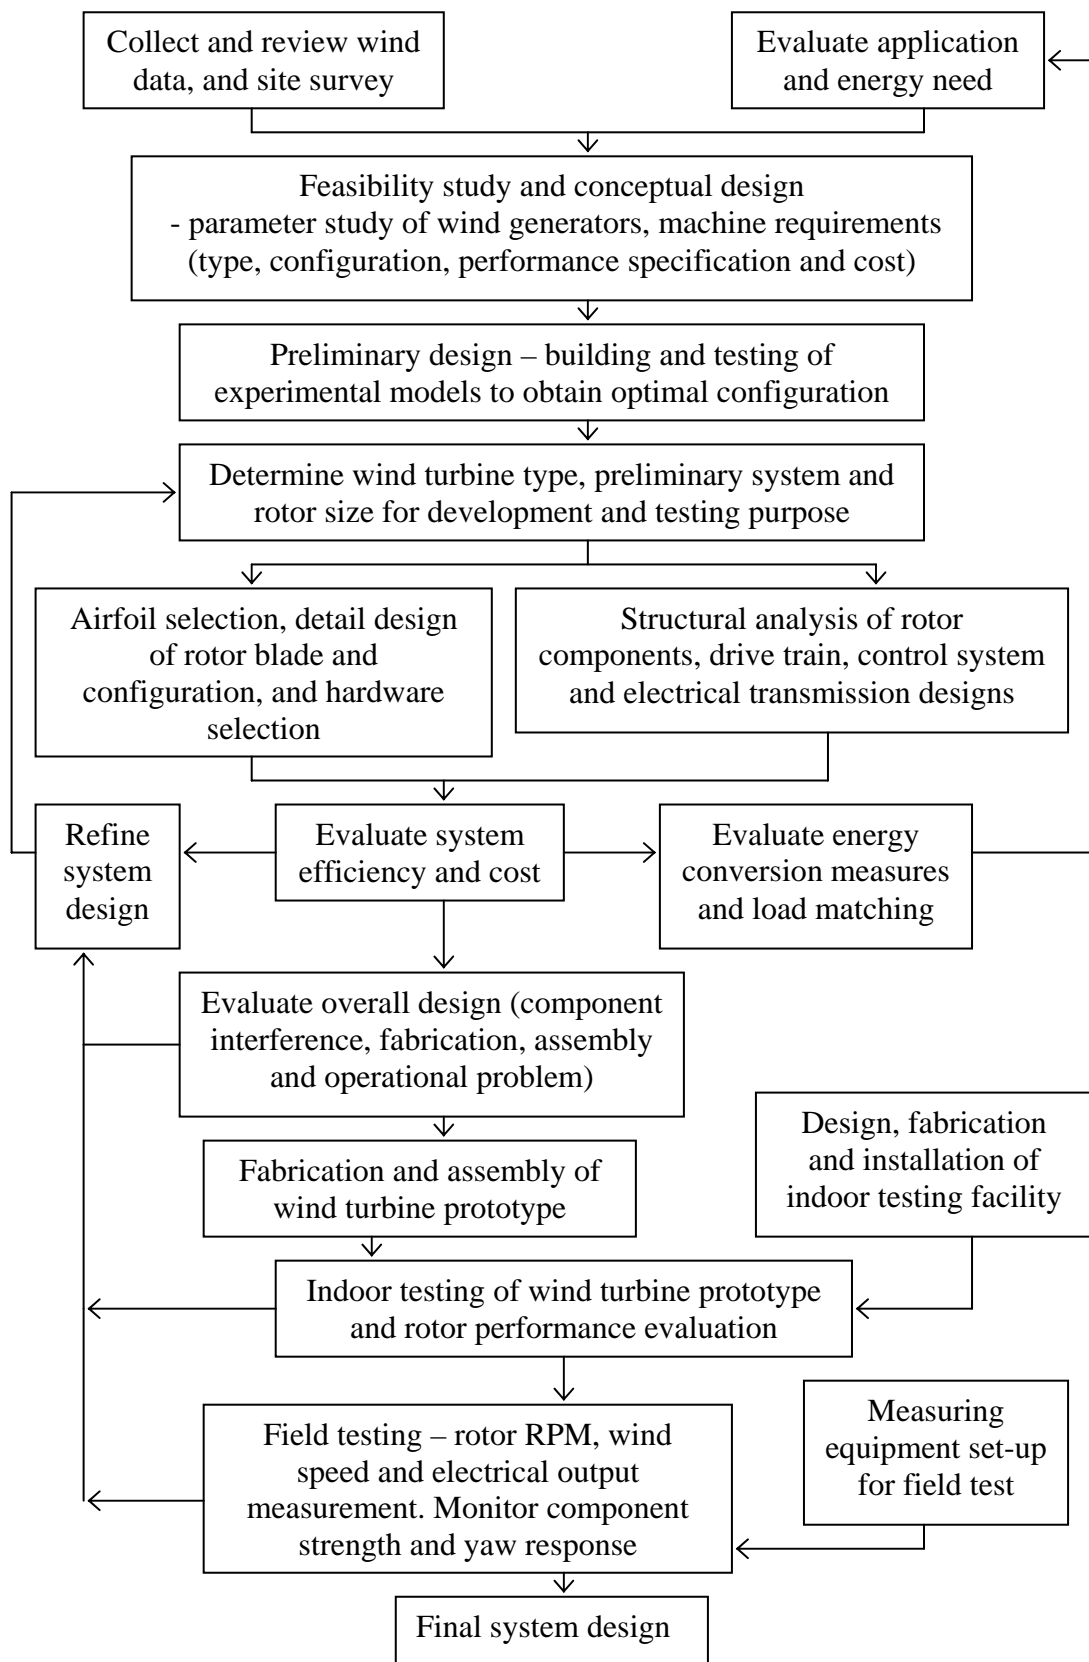 Collect and review wind
data, and site survey
Evaluate application
and energy need
Feasibility study and conceptual design
- parameter study of wind generators, machine requirements
(type, configuration, performance specification and cost)
Preliminary design – building and testing of
experimental models to obtain optimal configuration
Determine wind turbine type, preliminary system and
rotor size for development and testing purpose
Airfoil selection, detail design
of rotor blade and
configuration, and hardware
selection
Structural analysis of rotor
components, drive train, control system
and electrical transmission designs
Refine
system
design
Evaluate system
efficiency and cost
Evaluate energy
conversion measures
and load matching
Evaluate overall design (component
interference, fabrication, assembly
and operational problem)
Design, fabrication
and installation of
indoor testing facility
Fabrication and assembly of
wind turbine prototype
Indoor testing of wind turbine prototype
and rotor performance evaluation
Field testing – rotor RPM, wind
speed and electrical output
measurement. Monitor component
strength and yaw response
Measuring
equipment set-up
for field test
Final system design